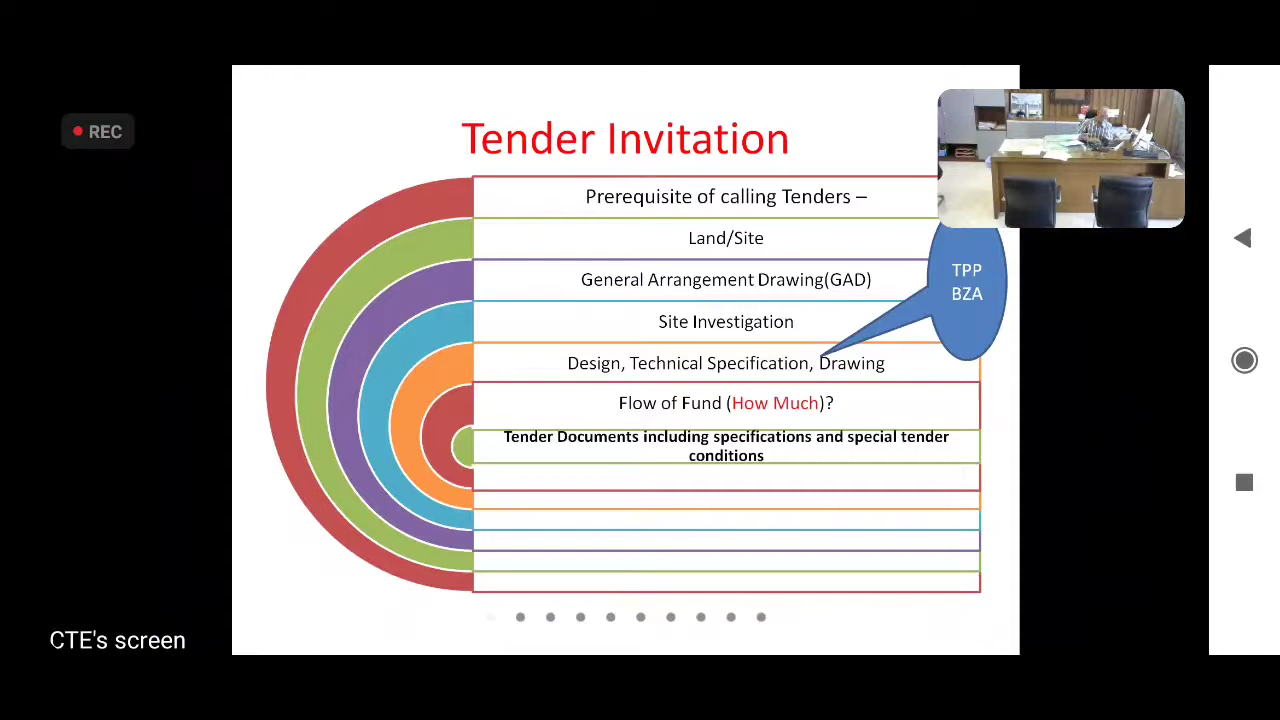 REC
Tender Invitation
Prerequisite of calling Tenders –
Land/Site
General Arrangement Drawing(GAD)
Site Investigation
Design, Technical Specification, Drawing
Flow of Fund (How Much)?
Tender Documents including specifications and special tender
conditions
TPP
BZA
CTE's screen